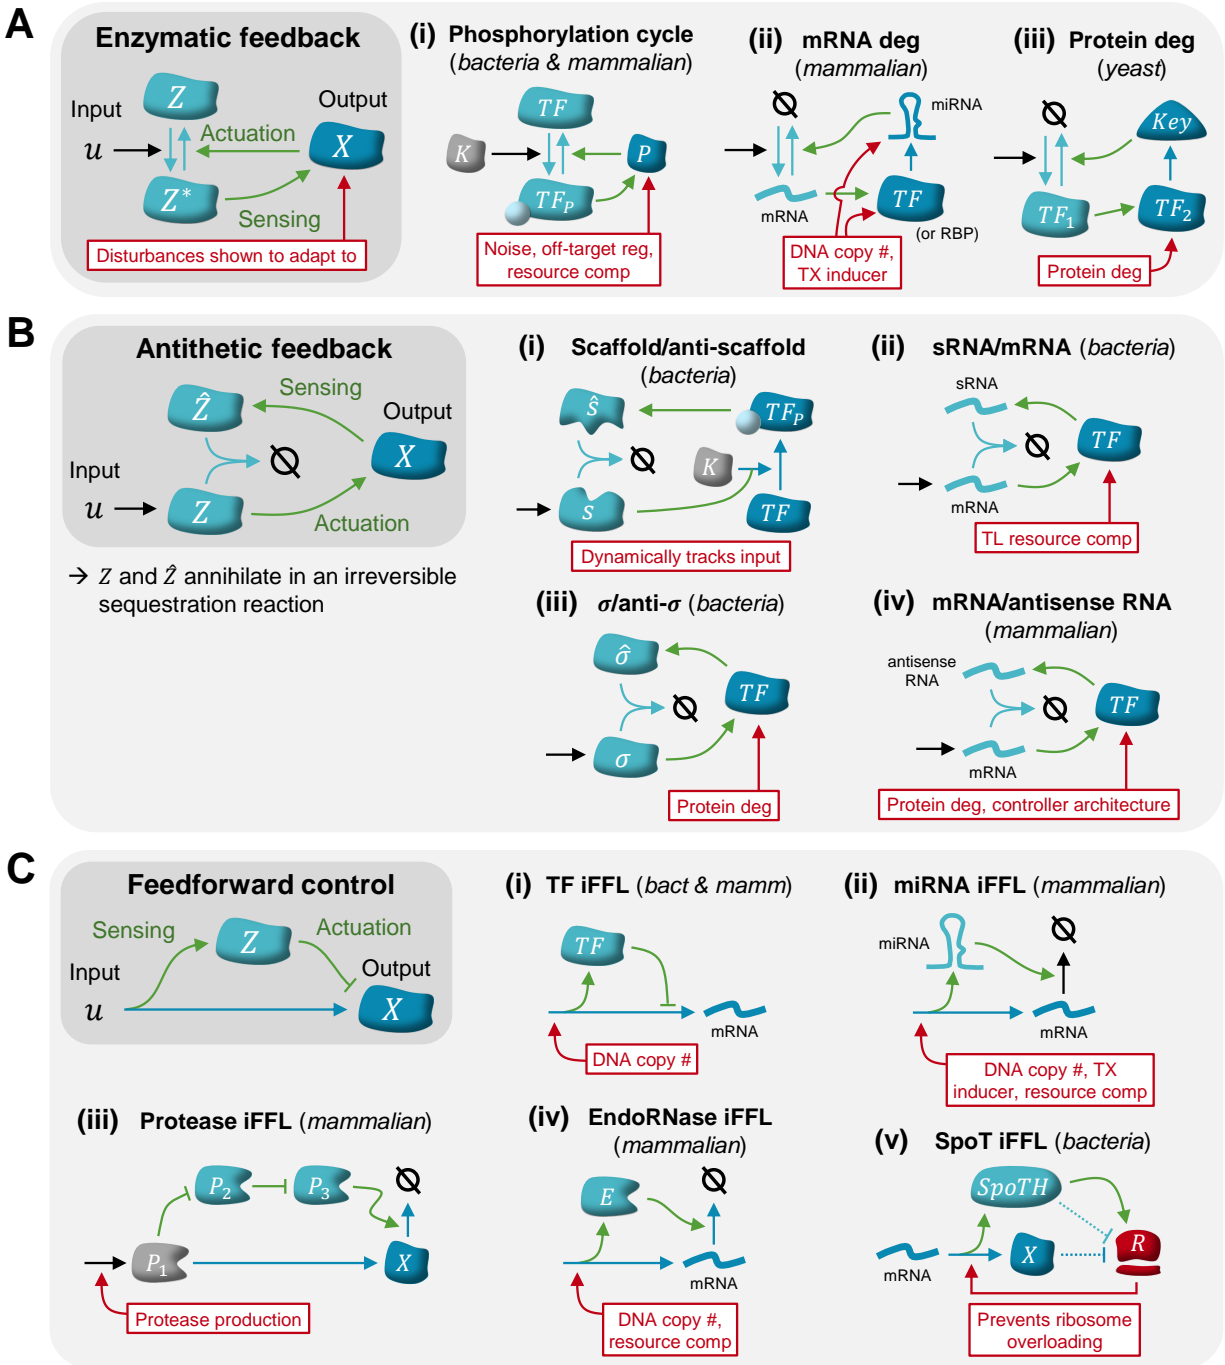 A
Enzymatic feedback
Input
Output
u
Z
Z*
X
Actuation
Sensing
Disturbances shown to adapt to
(i) Phosphorylation cycle
(bacteria & mammalian)
TF
K
P
TF_P
Noise, off-target reg,
resource comp
(ii) mRNA deg
(mammalian)
Ø
miRNA
mRNA
TF
(or RBP)
DNA copy #,
TX inducer
(iii) Protein deg
(yeast)
Ø
Key
TF₁
TF₂
Protein deg
B
Antithetic feedback
Sensing
Output
Ẑ
Ø
X
Input
u
Z
Actuation
→ Z and Ẑ annihilate in an irreversible
sequestration reaction
(i) Scaffold/anti-scaffold
(bacteria)
ŝ
TF_P
Ø
K
s
TF
Dynamically tracks input
(ii) sRNA/mRNA (bacteria)
sRNA
Ø
TF
mRNA
TL resource comp
(iii) σ/anti-σ (bacteria)
σ̂
Ø
TF
σ
Protein deg
(iv) mRNA/antisense RNA
(mammalian)
antisense
RNA
Ø
TF
mRNA
Protein deg, controller architecture
C
Feedforward control
Sensing
Actuation
Z
Input
Output
u
X
(i) TF iFFL (bact & mamm)
TF
mRNA
DNA copy #
(ii) miRNA iFFL (mammalian)
miRNA
Ø
mRNA
DNA copy #, TX
inducer, resource comp
(iii) Protease iFFL (mammalian)
P₂
P₃
Ø
P₁
X
Protease production
(iv) EndoRNase iFFL
(mammalian)
E
Ø
mRNA
DNA copy #,
resource comp
(v) SpoT iFFL (bacteria)
SpoTH
X
R
mRNA
Prevents ribosome
overloading